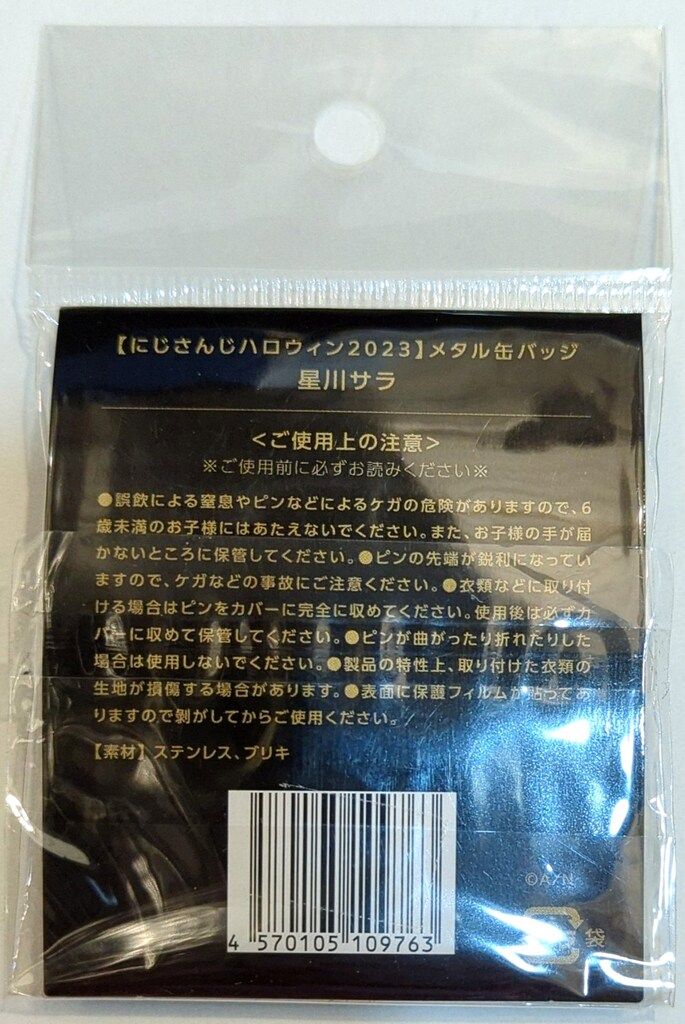 【にじさんじハロウィン2023】メタル缶バッジ
星川サラ
＜ご使用上の注意＞
※ご使用前に必ずお読みください※
●誤飲による窒息やピンなどによるケガの危険がありますので、6
歳未満のお子様にはあたえないでください。また、お子様の手が届
かないところに保管してください。●ピンの先端が鋭利になってい
ますので、ケガなどの事故にご注意ください。●衣類などに取り付
ける場合はピンをカバーに完全に収めてください。使用後は必ずカ
バーに収めて保管してください。●ピンが曲がったり折れたりした
場合は使用しないでください。●製品の特性上、取り付けた衣類の
生地が損傷する場合があります。●表面に保護フィルムが貼ってあ
りますので剝がしてからご使用ください。
【素材】ステンレス、ブリキ
4 570105 109763
©A/N
袋